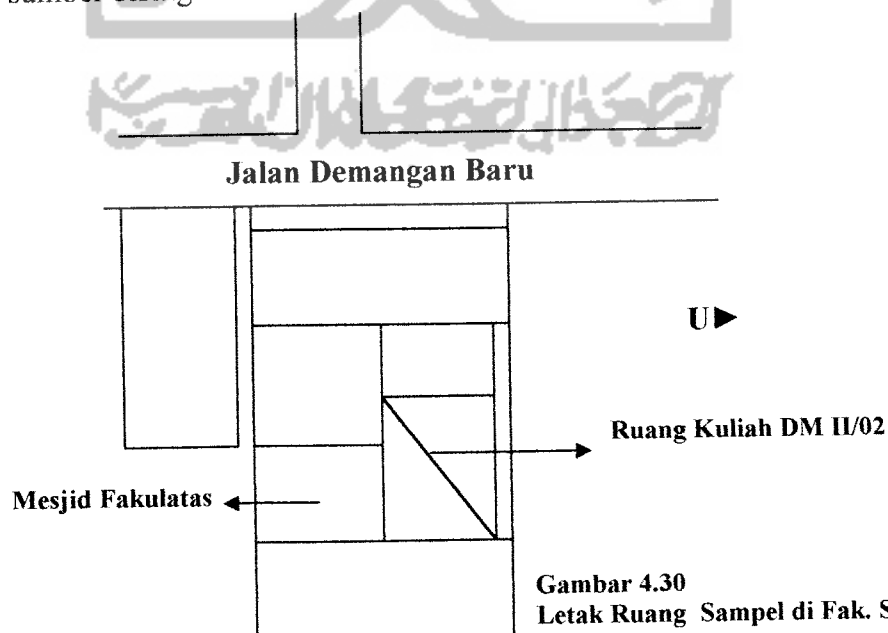 Jalan Demangan Baru
U
Ruang Kuliah DM II/02
Mesjid Fakulatas
Gambar 4.30
Letak Ruang Sampel di Fak. S